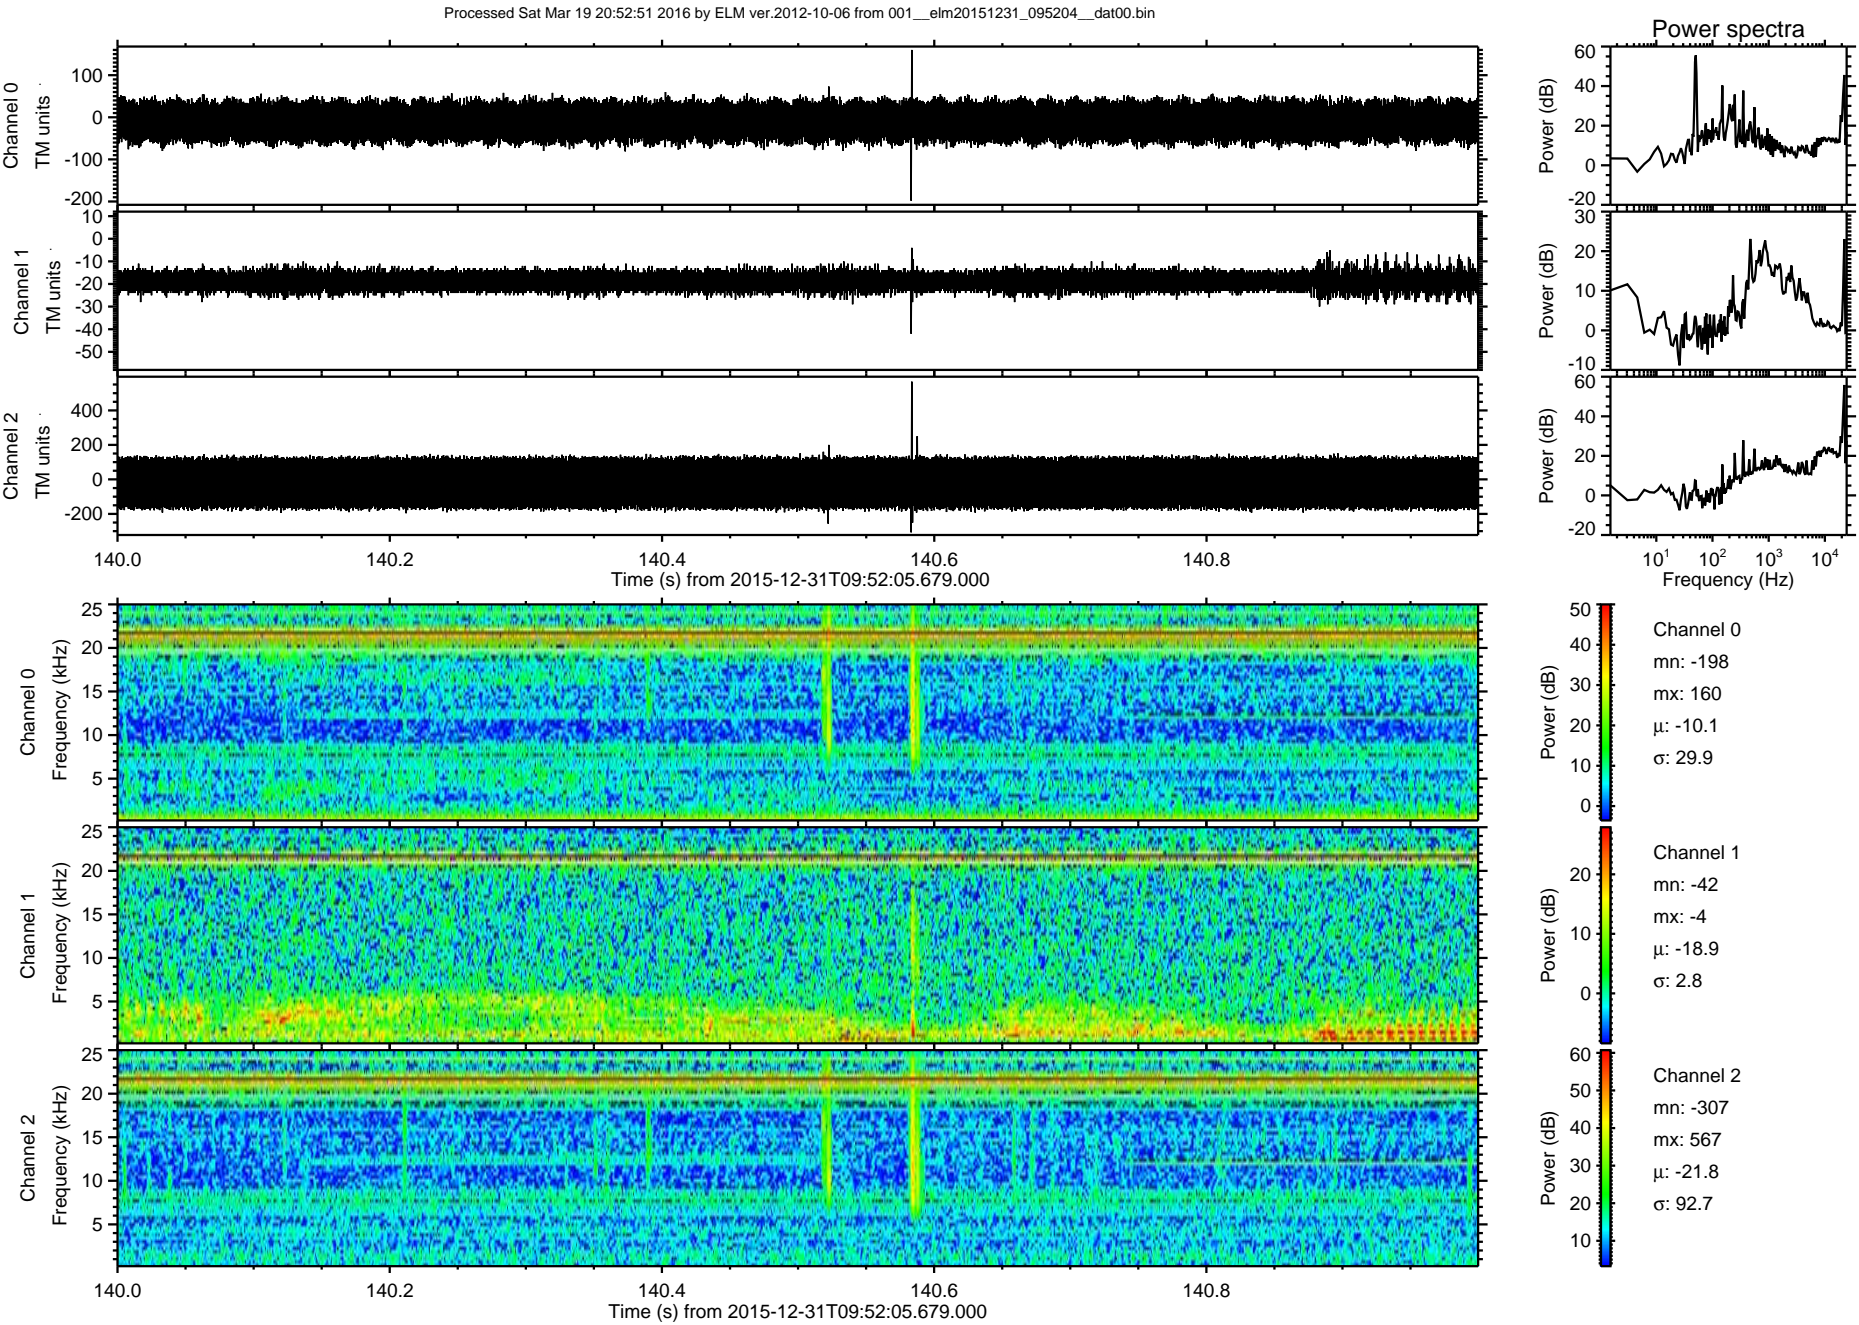 Processed Sat Mar 19 20:52:51 2016 by ELM ver.2012-10-06 from 001__elm20151231_095204__dat00.bin
Power spectra
Channel 0
TM units
100
0
-100
-200
Power (dB)
60
40
20
0
-20
Channel 1
TM units
10
0
-10
-20
-30
-40
-50
Power (dB)
30
20
10
0
-10
Channel 2
TM units
400
200
0
-200
Power (dB)
60
40
20
0
-20
140.0 140.2 140.4 140.6 140.8
Time (s) from 2015-12-31T09:52:05.679.000
10¹ 10² 10³ 10⁴
Frequency (Hz)
Channel 0
Frequency (kHz)
25
20
15
10
5
Power (dB)
50
40
30
20
10
0
Channel 0
mn: -198
mx: 160
μ: -10.1
σ: 29.9
Channel 1
Frequency (kHz)
25
20
15
10
5
Power (dB)
20
10
0
Channel 1
mn: -42
mx: -4
μ: -18.9
σ: 2.8
Channel 2
Frequency (kHz)
25
20
15
10
5
Power (dB)
60
50
40
30
20
10
Channel 2
mn: -307
mx: 567
μ: -21.8
σ: 92.7
140.0 140.2 140.4 140.6 140.8
Time (s) from 2015-12-31T09:52:05.679.000